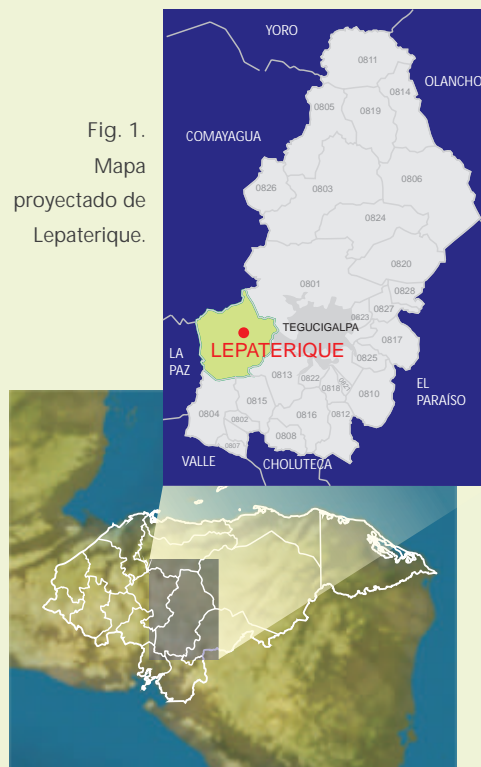 Fig. 1.
Mapa
proyectado de
Lepaterique.
YORO
0811
OLANCHO
0814
0805
0819
COMAYAGUA
0826
0803
0806
0824
0820
0801
0828
0827
0823
TEGUCIGALPA
0817
LEPATERIQUE
LA
PAZ
0825
0813
0822
0818
0821
EL
PARAÍSO
0810
0815
0804
0802
0816
0812
0808
0807
VALLE
CHOLUTECA